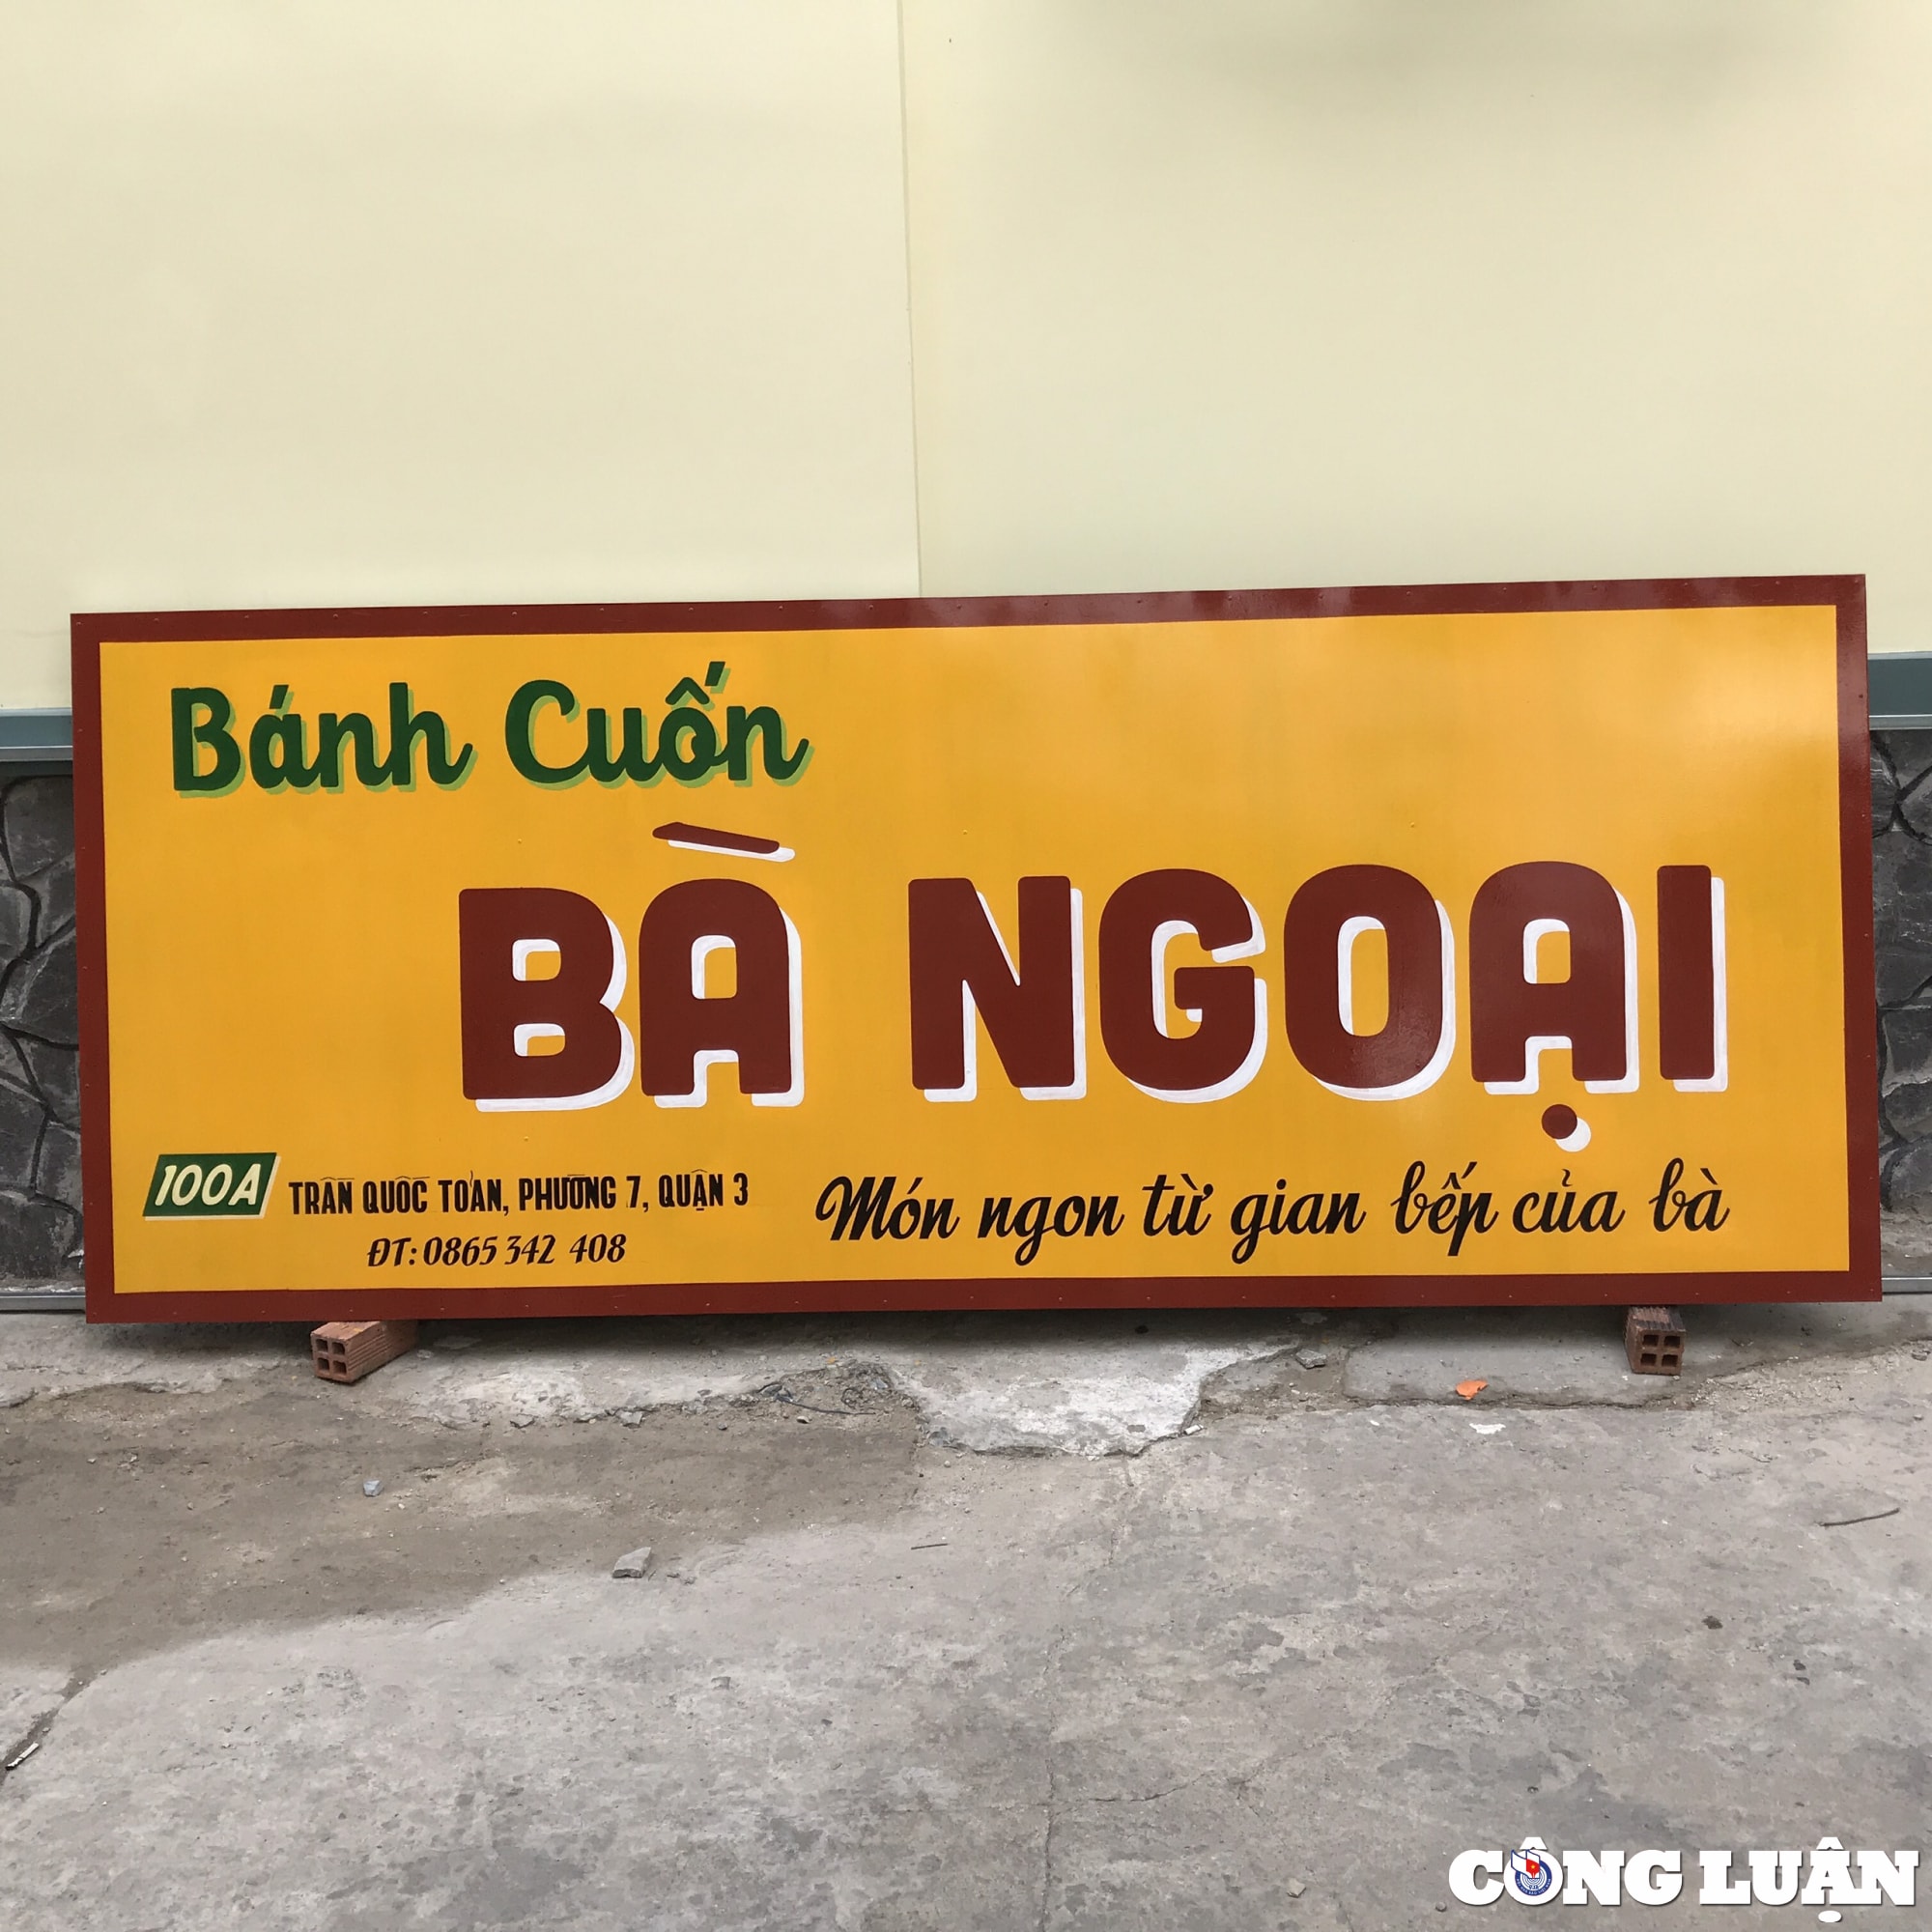 Bánh Cuốn
BÀ NGOẠI
100A TRẦN QUỐC TOẢN, PHƯỜNG 7, QUẬN 3
ĐT: 0865 342 408
Món ngon từ gian bếp của bà
CÔNG LUẬN